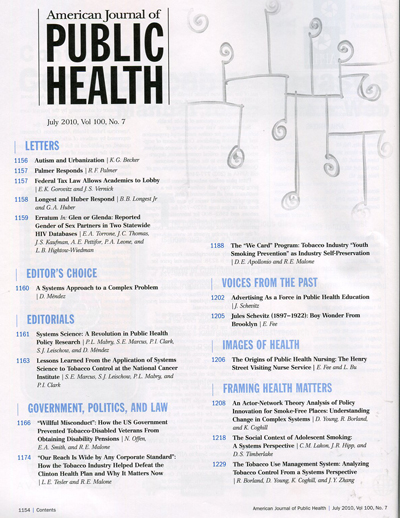 American Journal of
PUBLIC
HEALTH
July 2010, Vol 100, No. 7
LETTERS
1156 Autism and Urbanization | K.G. Becker
1157 Palmer Responds | R.F. Palmer
1157 Federal Tax Law Allows Academics to Lobby
| E.K. Gorovitz and J.S. Vernick
1158 Longest and Huber Respond | B.B. Longest Jr
and G.A. Huber
1159 Erratum In: Glen or Glenda: Reported
Gender of Sex Partners in Two Statewide
HIV Databases | E.A. Torrone, J.C. Thomas,
J.S. Kaufman, A.E. Pettifor, P.A. Leone, and
L.B. Hightow-Weidman
EDITOR'S CHOICE
1160 A Systems Approach to a Complex Problem
| D. Méndez
EDITORIALS
1161 Systems Science: A Revolution in Public Health
Policy Research | P.L. Mabry, S.E. Marcus, P.I. Clark,
S.J. Leischow, and D. Méndez
1163 Lessons Learned From the Application of Systems
Science to Tobacco Control at the National Cancer
Institute | S.E. Marcus, S.J. Leischow, P.L. Mabry, and
P.I. Clark
GOVERNMENT, POLITICS, AND LAW
1166 "Willful Misconduct": How the US Government
Prevented Tobacco-Disabled Veterans From
Obtaining Disability Pensions | N. Offen,
E.A. Smith, and R.E. Malone
1174 "Our Reach Is Wide by Any Corporate Standard":
How the Tobacco Industry Helped Defeat the
Clinton Health Plan and Why It Matters Now
| L.E. Tesler and R.E. Malone
1188 The "We Card" Program: Tobacco Industry "Youth
Smoking Prevention" as Industry Self-Preservation
| D.E. Apollonio and R.E. Malone
VOICES FROM THE PAST
1202 Advertising As a Force in Public Health Education
| J. Schevitz
1205 Jules Schevitz (1897–1922): Boy Wonder From
Brooklyn | E. Fee
IMAGES OF HEALTH
1206 The Origins of Public Health Nursing: The Henry
Street Visiting Nurse Service | E. Fee and L. Bu
FRAMING HEALTH MATTERS
1208 An Actor-Network Theory Analysis of Policy
Innovation for Smoke-Free Places: Understanding
Change in Complex Systems | D. Young, R. Borland,
and K. Coghill
1218 The Social Context of Adolescent Smoking:
A Systems Perspective | C.M. Lakon, J.R. Hipp, and
D.S. Timberlake
1229 The Tobacco Use Management System: Analyzing
Tobacco Control From a Systems Perspective
| R. Borland, D. Young, K. Coghill, and J.Y. Zhang
1154 | Contents
American Journal of Public Health | July 2010, Vol 100, No. 7